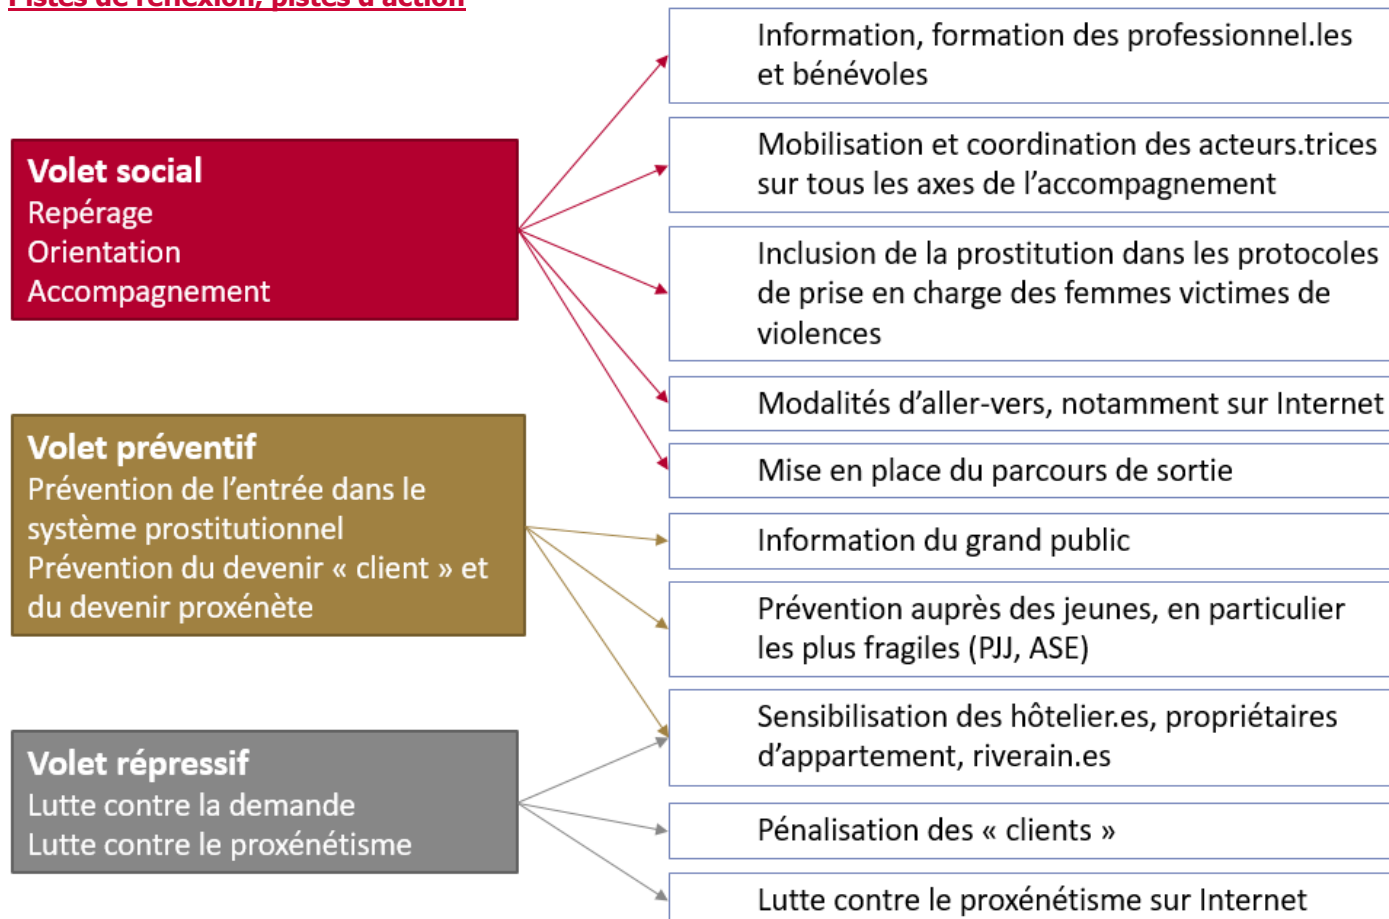 Pistes de réflexion, pistes d'action
Volet social
Repérage
Orientation
Accompagnement
Volet préventif
Prévention de l'entrée dans le
système prostitutionnel
Prévention du devenir « client » et
du devenir proxénète
Volet répressif
Lutte contre la demande
Lutte contre le proxénétisme
Information, formation des professionnel.les
et bénévoles
Mobilisation et coordination des acteurs.trices
sur tous les axes de l'accompagnement
Inclusion de la prostitution dans les protocoles
de prise en charge des femmes victimes de
violences
Modalités d'aller-vers, notamment sur Internet
Mise en place du parcours de sortie
Information du grand public
Prévention auprès des jeunes, en particulier
les plus fragiles (PJJ, ASE)
Sensibilisation des hôtelier.es, propriétaires
d'appartement, riverain.es
Pénalisation des « clients »
Lutte contre le proxénétisme sur Internet